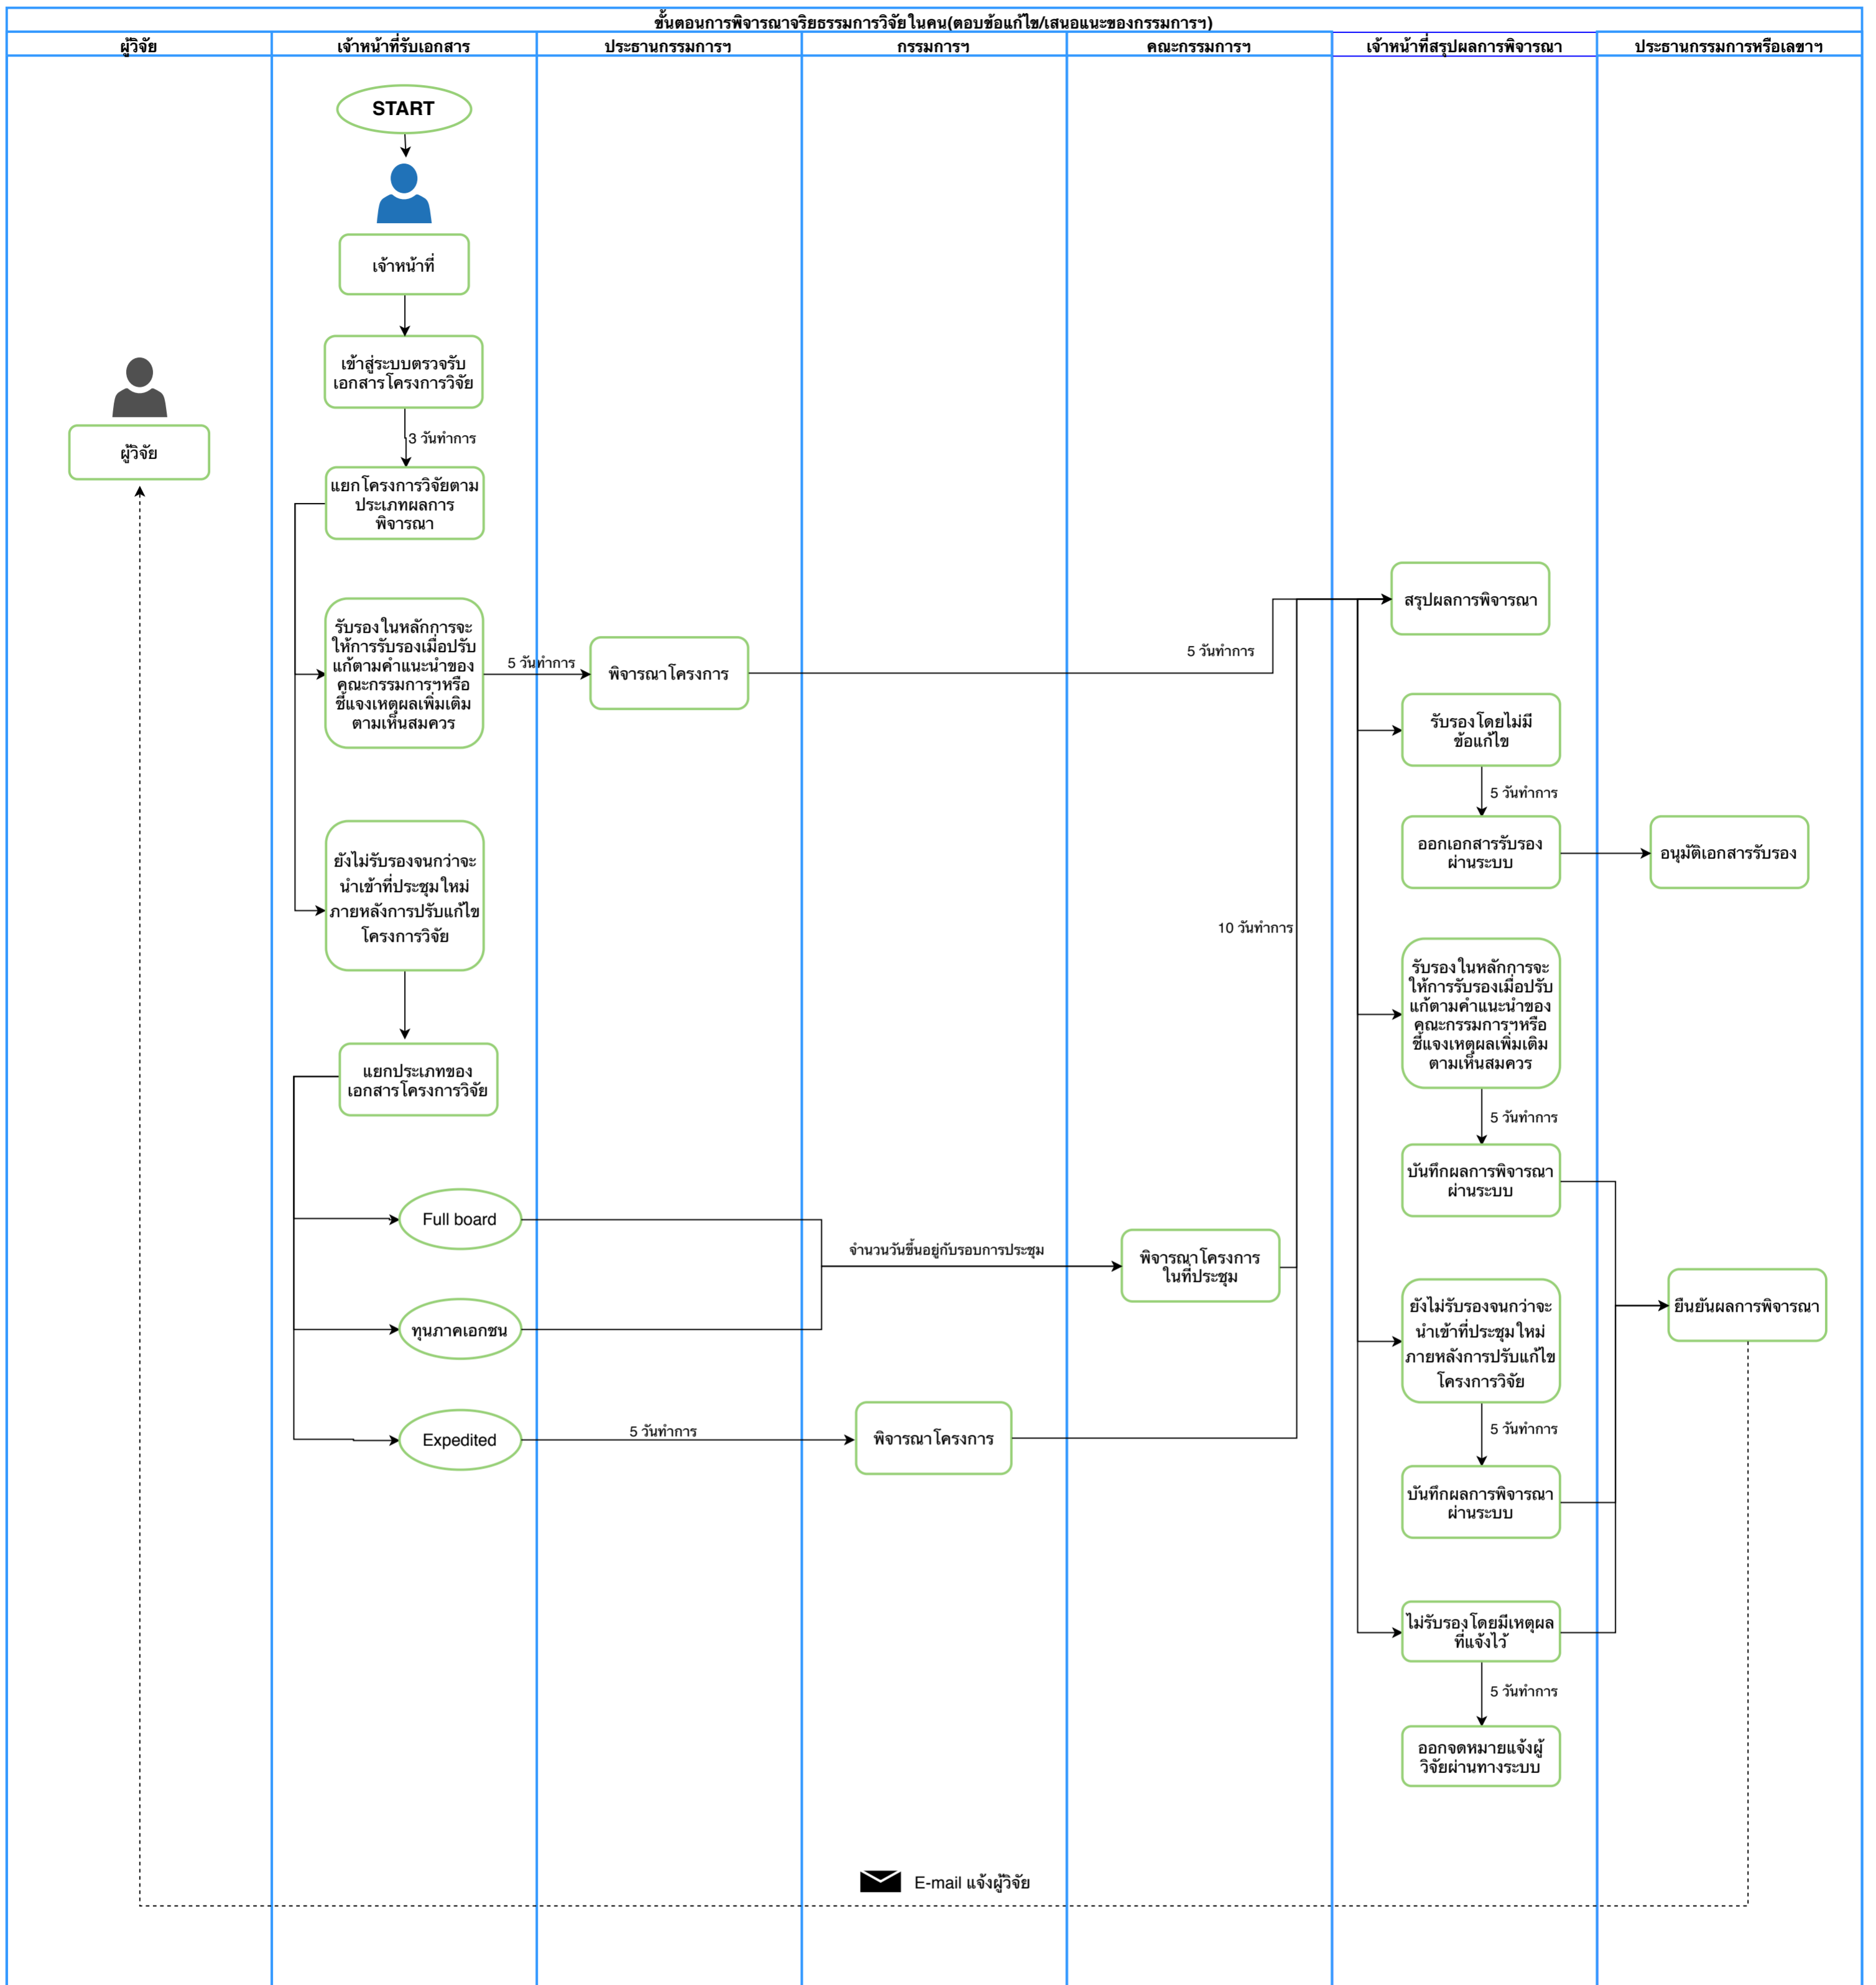 ขั้นตอนการพิจารณาจริยธรรมการวิจัยในคน(ตอบข้อแก้ไข/เสนอแนะของกรรมการฯ)
ผู้วิจัย
เจ้าหน้าที่รับเอกสาร
ประธานกรรมการฯ
กรรมการฯ
คณะกรรมการฯ
เจ้าหน้าที่สรุปผลการพิจารณา
ประธานกรรมการหรือเลขาฯ
START
เจ้าหน้าที่
เข้าสู่ระบบตรวจรับ
เอกสารโครงการวิจัย
3 วันทำการ
ผู้วิจัย
แยกโครงการวิจัยตาม
ประเภทผลการ
พิจารณา
รับรองในหลักการจะ
ให้การรับรองเมื่อปรับ
แก้ตามคำแนะนำของ
คณะกรรมการฯหรือ
ชี้แจงเหตุผลเพิ่มเติม
ตามเห็นสมควร
5 วันทำการ
พิจารณาโครงการ
5 วันทำการ
สรุปผลการพิจารณา
รับรองโดยไม่มี
ข้อแก้ไข
5 วันทำการ
ออกเอกสารรับรอง
ผ่านระบบ
อนุมัติเอกสารรับรอง
ยังไม่รับรองจนกว่าจะ
นำเข้าที่ประชุมใหม่
ภายหลังการปรับแก้ไข
โครงการวิจัย
10 วันทำการ
รับรองในหลักการจะ
ให้การรับรองเมื่อปรับ
แก้ตามคำแนะนำของ
คณะกรรมการฯหรือ
ชี้แจงเหตุผลเพิ่มเติม
ตามเห็นสมควร
แยกประเภทของ
เอกสารโครงการวิจัย
5 วันทำการ
บันทึกผลการพิจารณา
ผ่านระบบ
Full board
จำนวนวันขึ้นอยู่กับรอบการประชุม
พิจารณาโครงการ
ในที่ประชุม
ทุนภาคเอกชน
ยังไม่รับรองจนกว่าจะ
นำเข้าที่ประชุมใหม่
ภายหลังการปรับแก้ไข
โครงการวิจัย
ยืนยันผลการพิจารณา
Expedited
5 วันทำการ
พิจารณาโครงการ
5 วันทำการ
บันทึกผลการพิจารณา
ผ่านระบบ
ไม่รับรองโดยมีเหตุผล
ที่แจ้งไว้
5 วันทำการ
ออกจดหมายแจ้งผู้
วิจัยผ่านทางระบบ
E-mail แจ้งผู้วิจัย